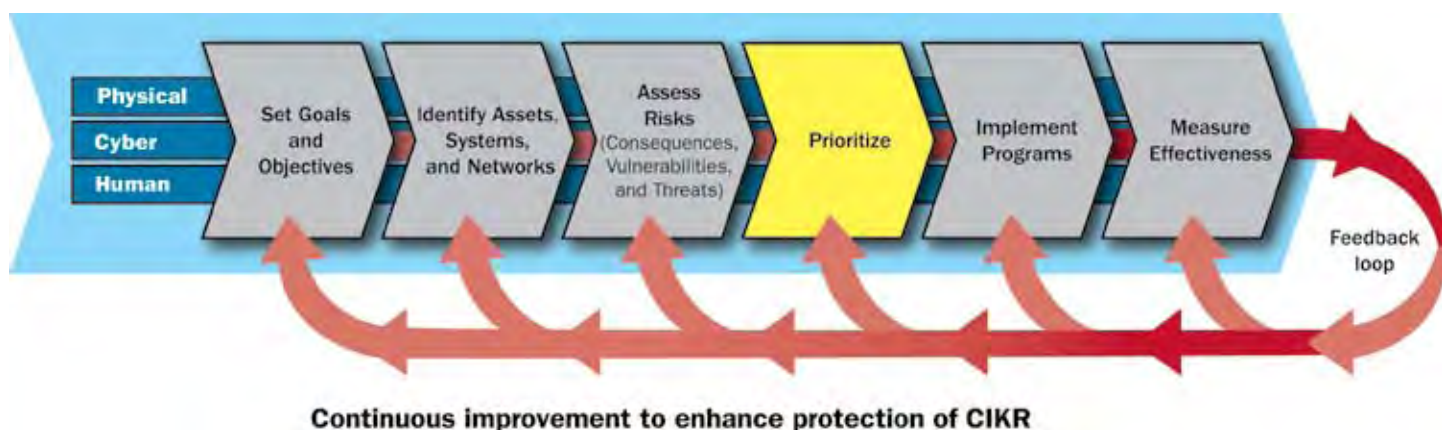 Physical
Cyber
Human
Set Goals
and
Objectives
Identify Assets,
Systems,
and Networks
Assess
Risks
(Consequences,
Vulnerabilities,
and Threats)
Prioritize
Implement
Programs
Measure
Effectiveness
Feedback
loop
Continuous improvement to enhance protection of CIKR